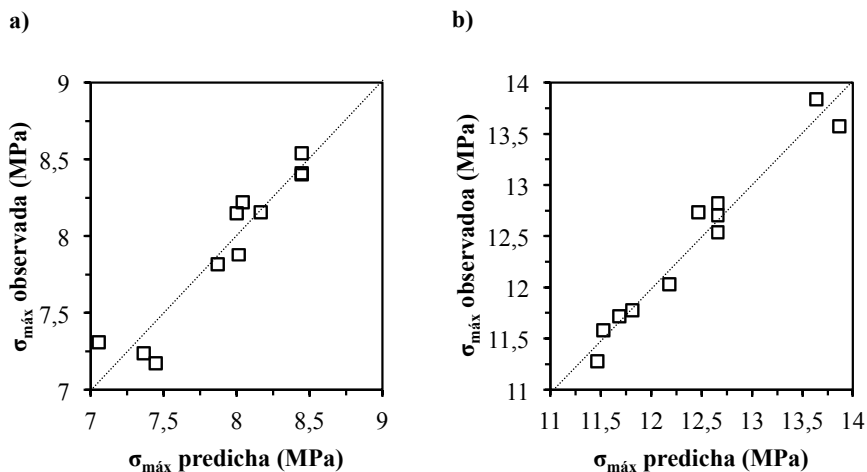 a)
9
8,5
8
7,5
7
7 7,5 8 8,5 9
σmáx observada (MPa)
σmáx predicha (MPa)
b)
14
13,5
13
12,5
12
11,5
11
11 11,5 12 12,5 13 13,5 14
σmáx observadoa (MPa)
σmáx predicha (MPa)